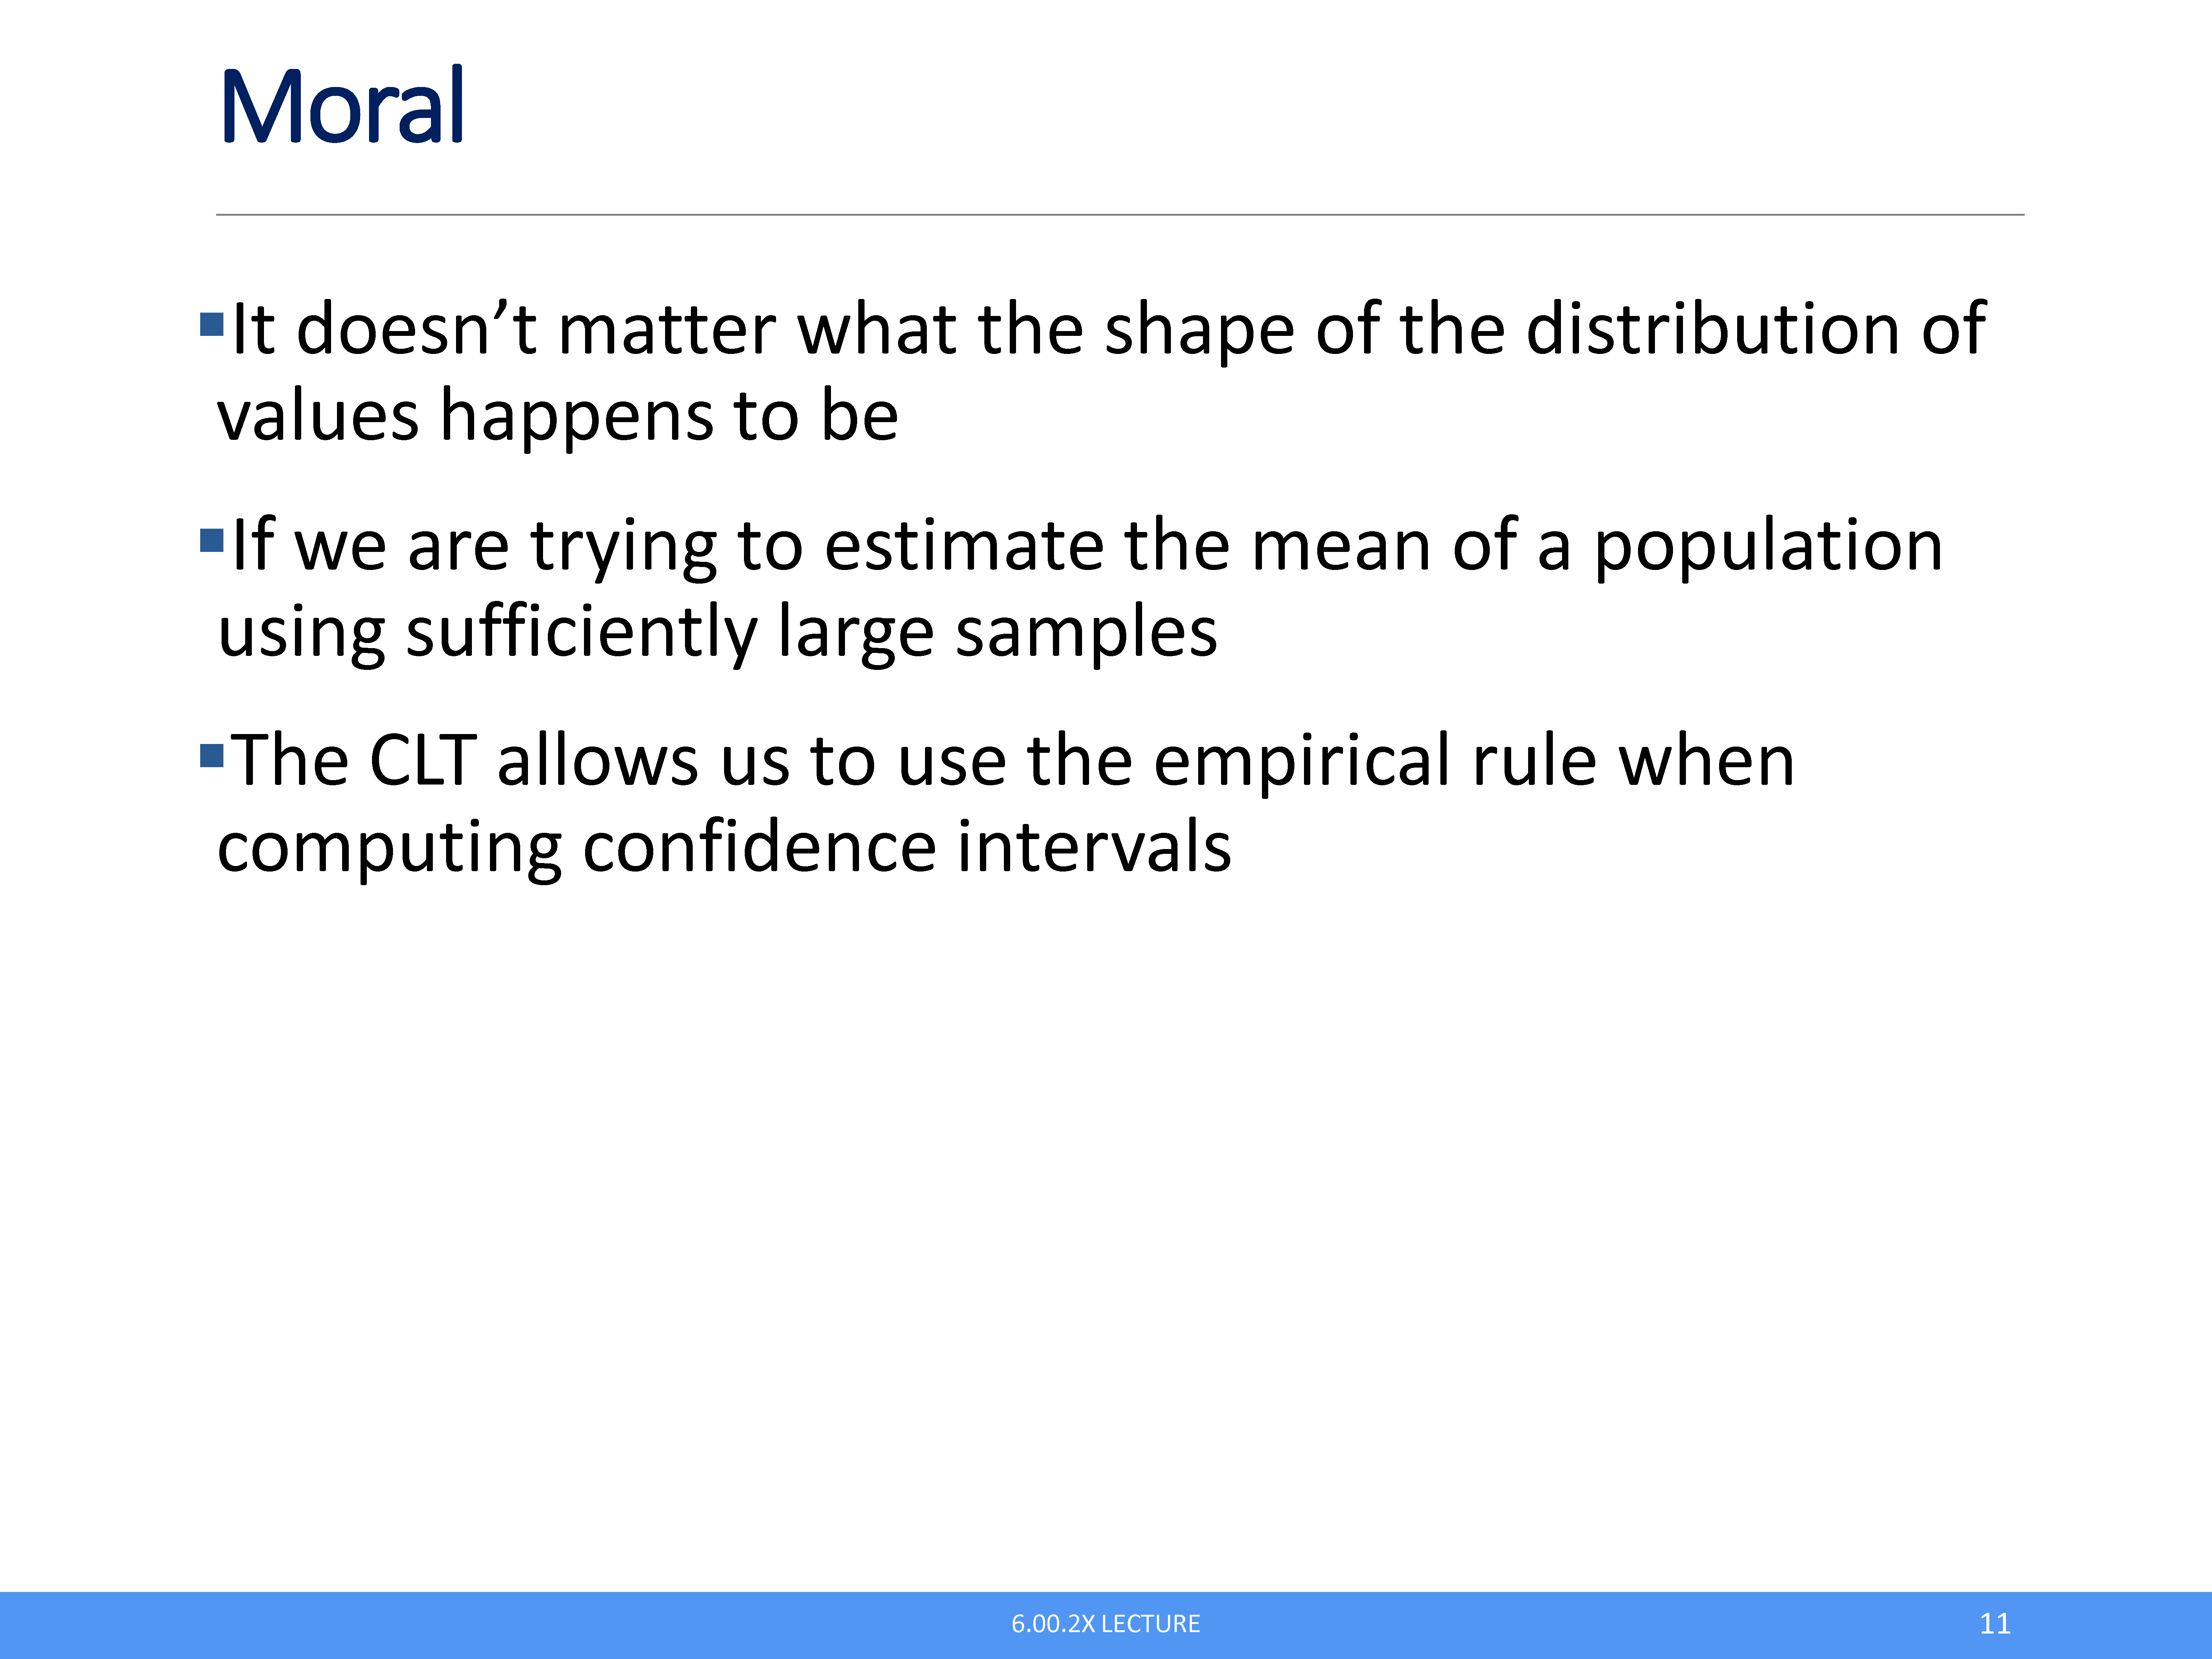 Moral
▪It doesn’t matter what the shape of the distribution of
values happens to be
▪If we are trying to estimate the mean of a population
using sufficiently large samples
▪The CLT allows us to use the empirical rule when
computing confidence intervals
6.00.2X LECTURE
11